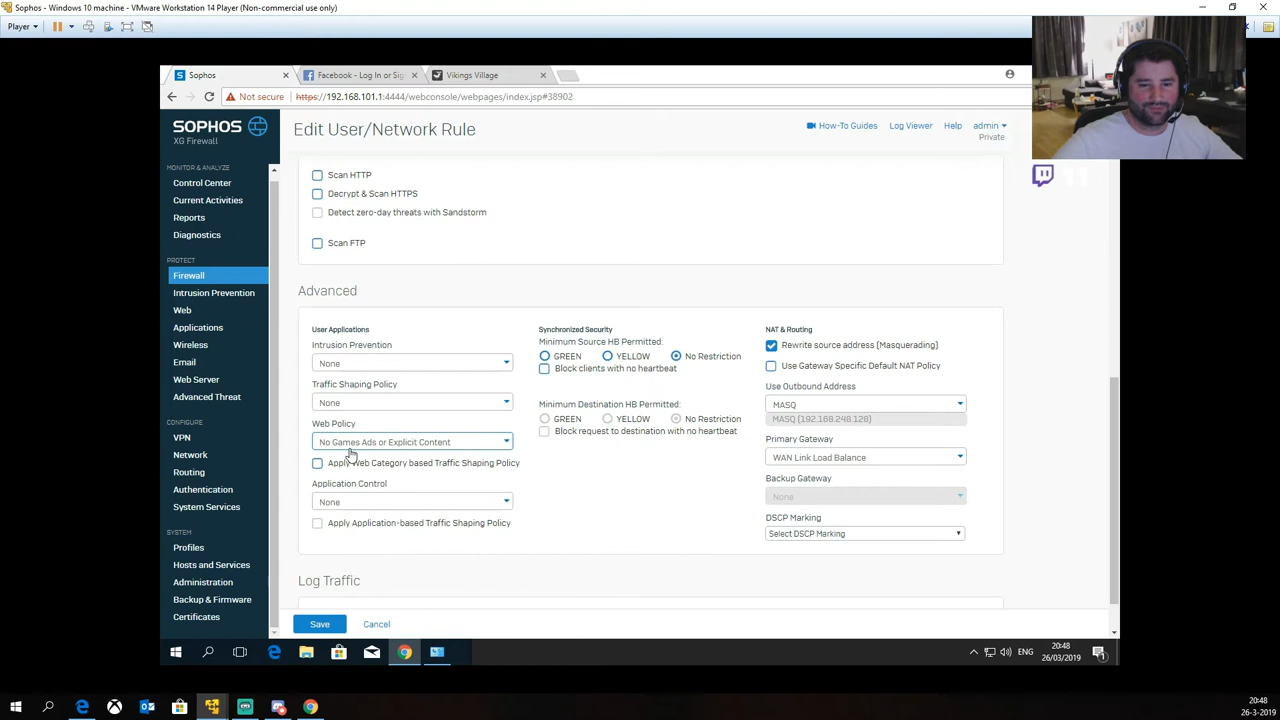 Sophos - Windows 10 machine - VMware Workstation 14 Player (Non-commercial use only)
Player
Sophos
Facebook - Log In or Sig
Vikings Village
Not secure
https://192.168.101.1:4444/webconsole/webpages/index.jsp#38902
SOPHOS
XG Firewall
Edit User/Network Rule
How-To Guides
Log Viewer
Help
admin
Private
MONITOR & ANALYZE
Control Center
Current Activities
Reports
Diagnostics
PROTECT
Firewall
Intrusion Prevention
Web
Applications
Wireless
Email
Web Server
Advanced Threat
CONFIGURE
VPN
Network
Routing
Authentication
System Services
SYSTEM
Profiles
Hosts and Services
Administration
Backup & Firmware
Certificates
Scan HTTP
Decrypt & Scan HTTPS
Detect zero-day threats with Sandstorm
Scan FTP
Advanced
User Applications
Intrusion Prevention
None
Traffic Shaping Policy
None
Web Policy
No Games Ads or Explicit Content
Apply Web Category based Traffic Shaping Policy
Application Control
None
Apply Application-based Traffic Shaping Policy
Synchronized Security
Minimum Source HB Permitted:
GREEN YELLOW No Restriction
Block clients with no heartbeat
Minimum Destination HB Permitted:
GREEN YELLOW No Restriction
Block request to destination with no heartbeat
NAT & Routing
Rewrite source address (Masquerading)
Use Gateway Specific Default NAT Policy
Use Outbound Address
MASQ
MASQ (192.168.248.128)
Primary Gateway
WAN Link Load Balance
Backup Gateway
None
DSCP Marking
Select DSCP Marking
Log Traffic
Save
Cancel
ENG
20:48
26/03/2019
20:48
26-3-2019